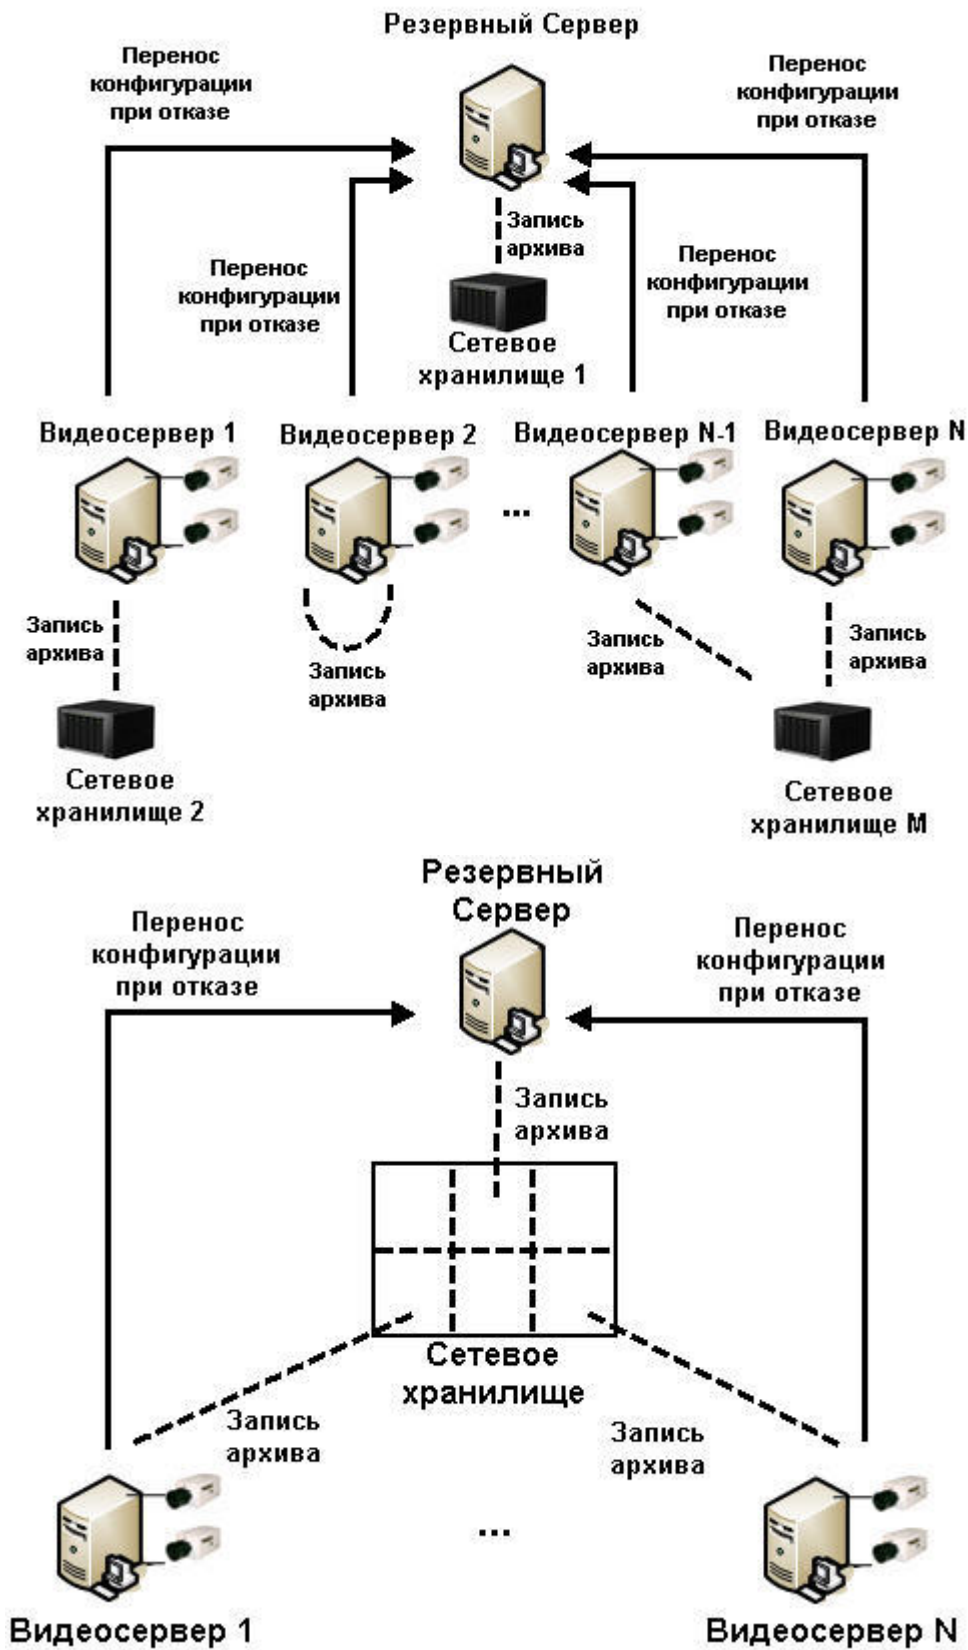 Резервный Сервер
Перенос
конфигурации
при отказе
Перенос
конфигурации
при отказе
Запись
архива
Перенос
конфигурации
при отказе
Перенос
конфигурации
при отказе
Сетевое
хранилище 1
Видеосервер 1
Видеосервер 2
...
Видеосервер N-1
Видеосервер N
Запись
архива
Запись
архива
Запись
архива
Запись
архива
Сетевое
хранилище 2
Сетевое
хранилище M
Резервный
Сервер
Перенос
конфигурации
при отказе
Перенос
конфигурации
при отказе
Запись
архива
Сетевое
хранилище
Запись
архива
Запись
архива
...
Видеосервер 1
Видеосервер N